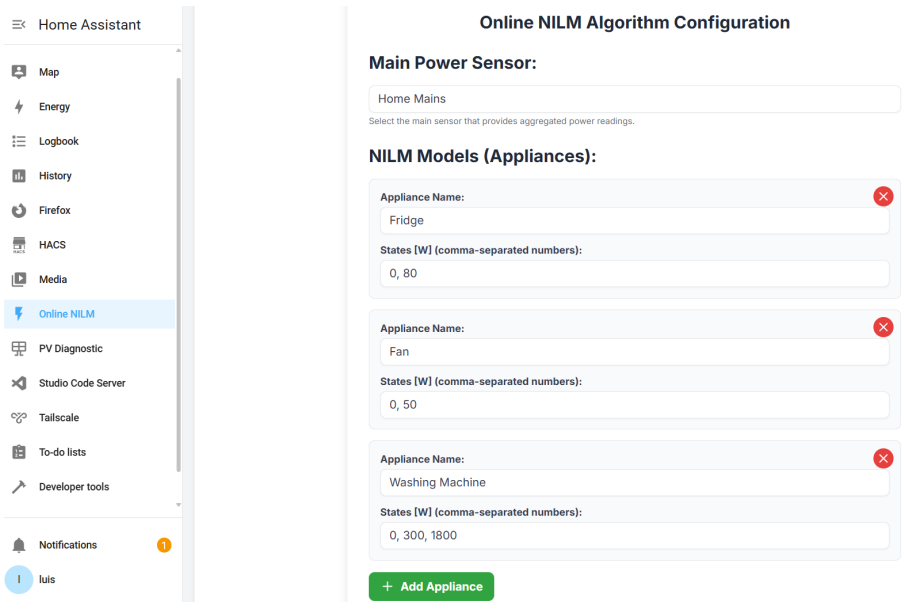 Home Assistant
Map
Energy
Logbook
History
Firefox
HACS
HACS
Media
Online NILM
PV Diagnostic
Studio Code Server
Tailscale
To-do lists
Developer tools
Notifications
1
l
luis
Online NILM Algorithm Configuration
Main Power Sensor:
Home Mains
Select the main sensor that provides aggregated power readings.
NILM Models (Appliances):
Appliance Name:
Fridge
States [W] (comma-separated numbers):
0, 80
Appliance Name:
Fan
States [W] (comma-separated numbers):
0, 50
Appliance Name:
Washing Machine
States [W] (comma-separated numbers):
0, 300, 1800
+ Add Appliance